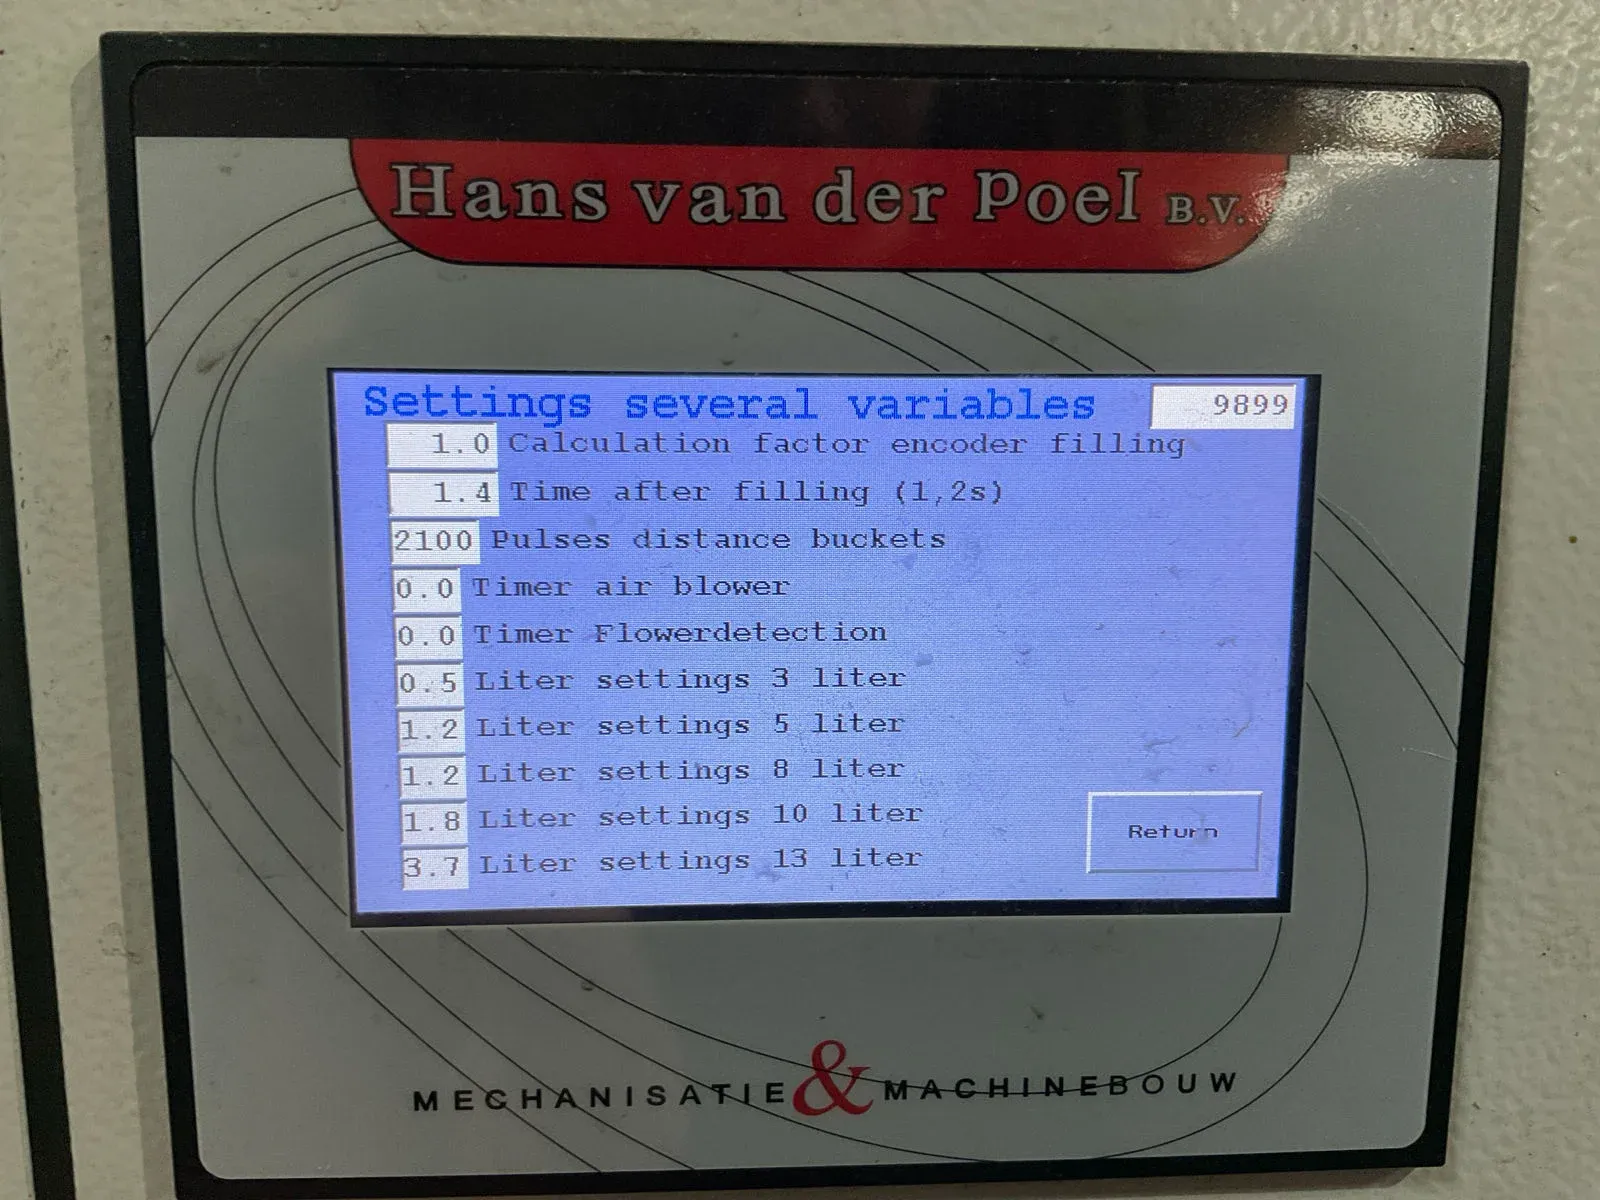 Hans van der Poel B.V.
Settings several variables 9899
1.0 Calculation factor encoder filling
1.4 Time after filling (1,2s)
2100 Pulses distance buckets
0.0 Timer air blower
0.0 Timer Flowerdetection
0.5 Liter settings 3 liter
1.2 Liter settings 5 liter
1.2 Liter settings 8 liter
1.8 Liter settings 10 liter
3.7 Liter settings 13 liter
Return
MECHANISATIE & MACHINEBOUW